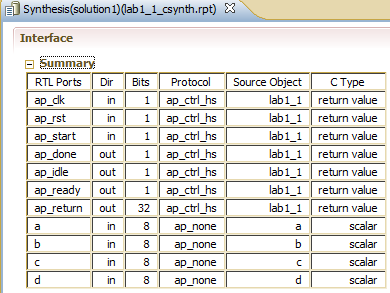 Synthesis(solution1)(lab1_1_csynth.rpt)
Interface
Summary
RTL Ports Dir Bits Protocol Source Object C Type
ap_clk in 1 ap_ctrl_hs lab1_1 return value
ap_rst in 1 ap_ctrl_hs lab1_1 return value
ap_start in 1 ap_ctrl_hs lab1_1 return value
ap_done out 1 ap_ctrl_hs lab1_1 return value
ap_idle out 1 ap_ctrl_hs lab1_1 return value
ap_ready out 1 ap_ctrl_hs lab1_1 return value
ap_return out 32 ap_ctrl_hs lab1_1 return value
a in 8 ap_none a scalar
b in 8 ap_none b scalar
c in 8 ap_none c scalar
d in 8 ap_none d scalar